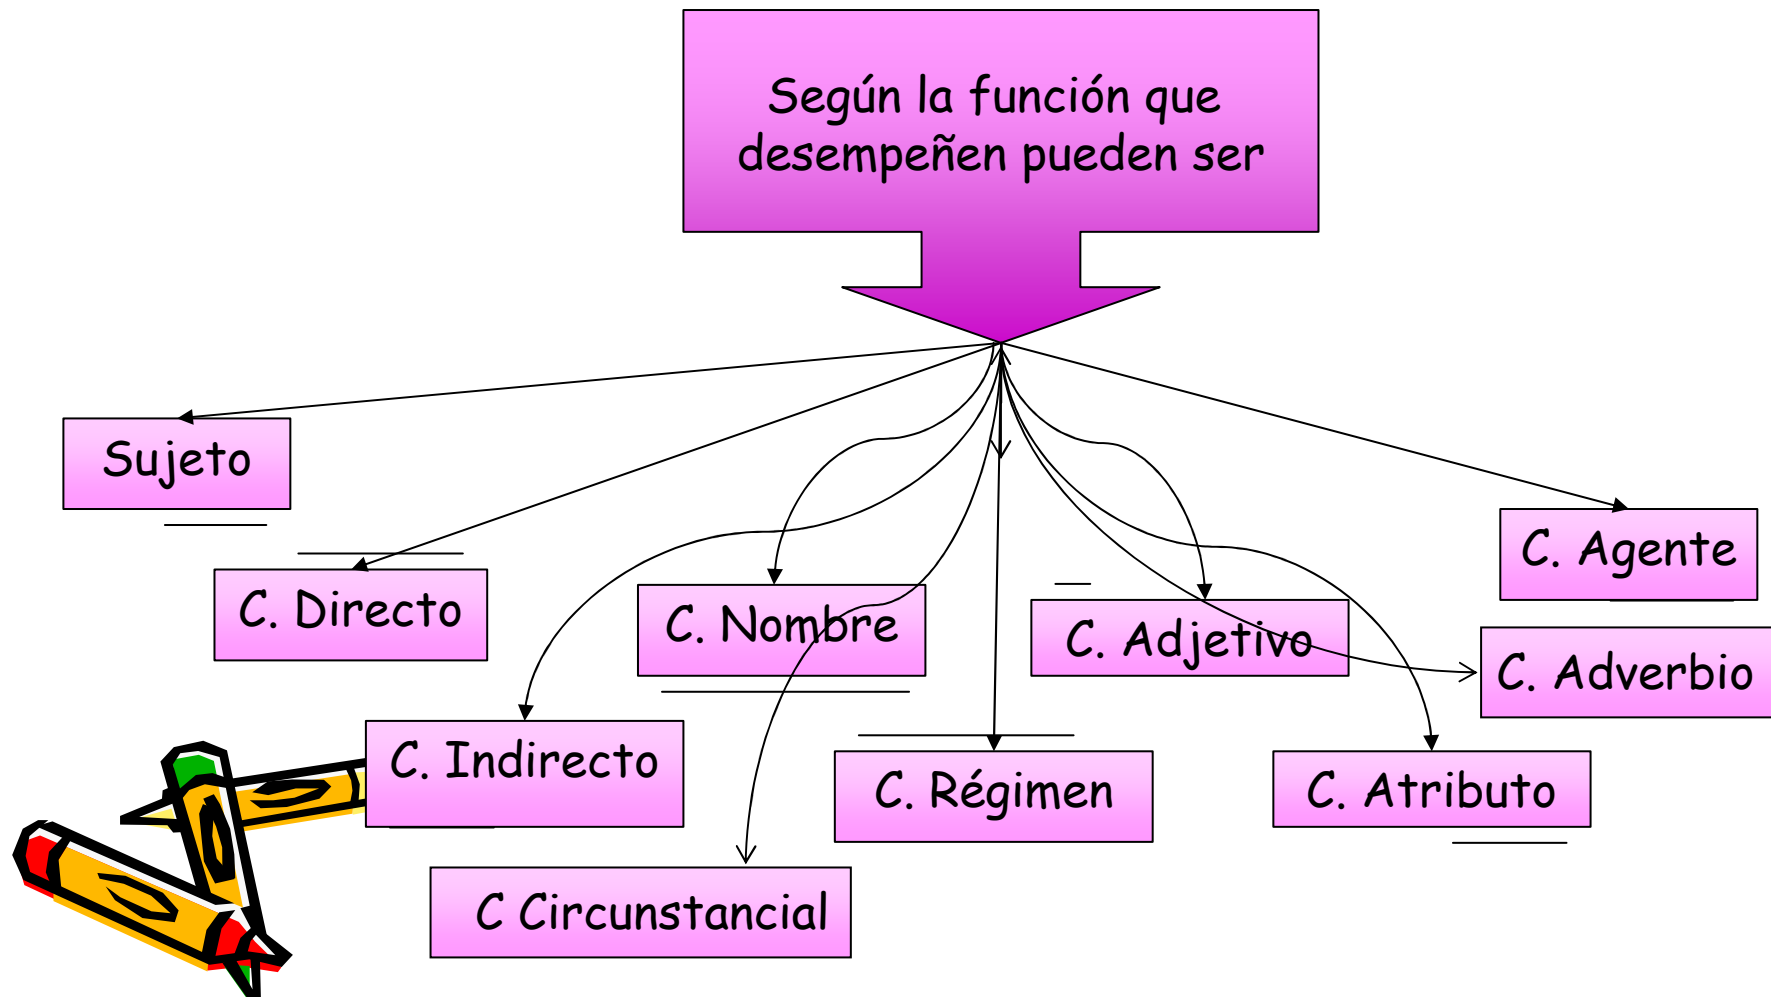 Según la función que
desempeñen pueden ser
Sujeto
C. Agente
C. Directo
C. Nombre
C. Adjetivo
C. Adverbio
C. Indirecto
C. Régimen
C. Atributo
C Circunstancial